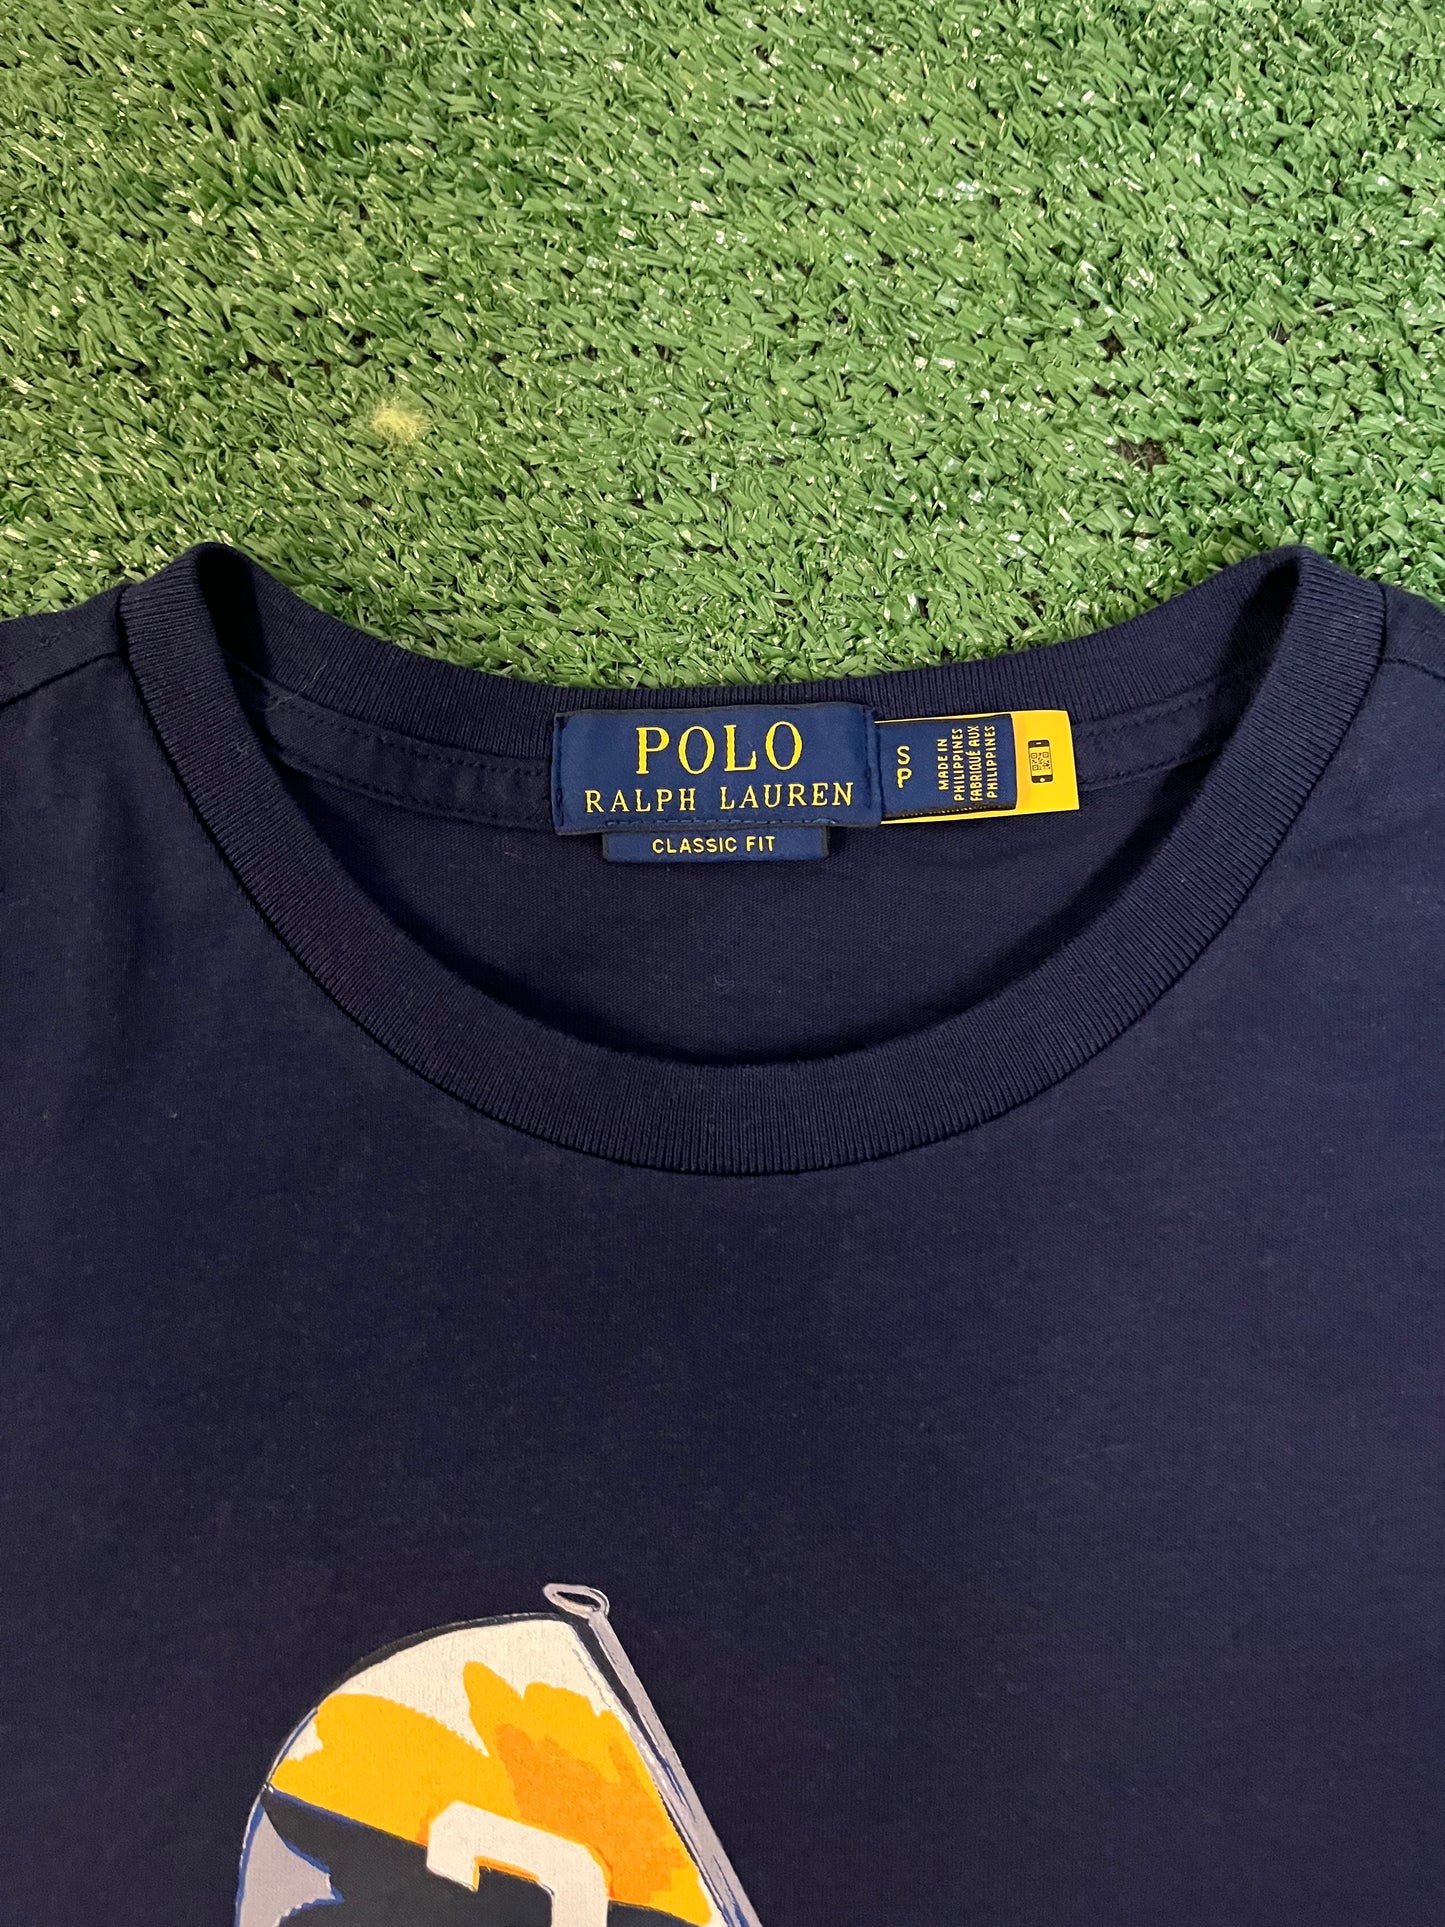 POLO
RALPH LAUREN
CLASSIC FIT
S
P
MADE IN
PHILIPPINES
FABRIQUÉ AUX
PHILIPPINES